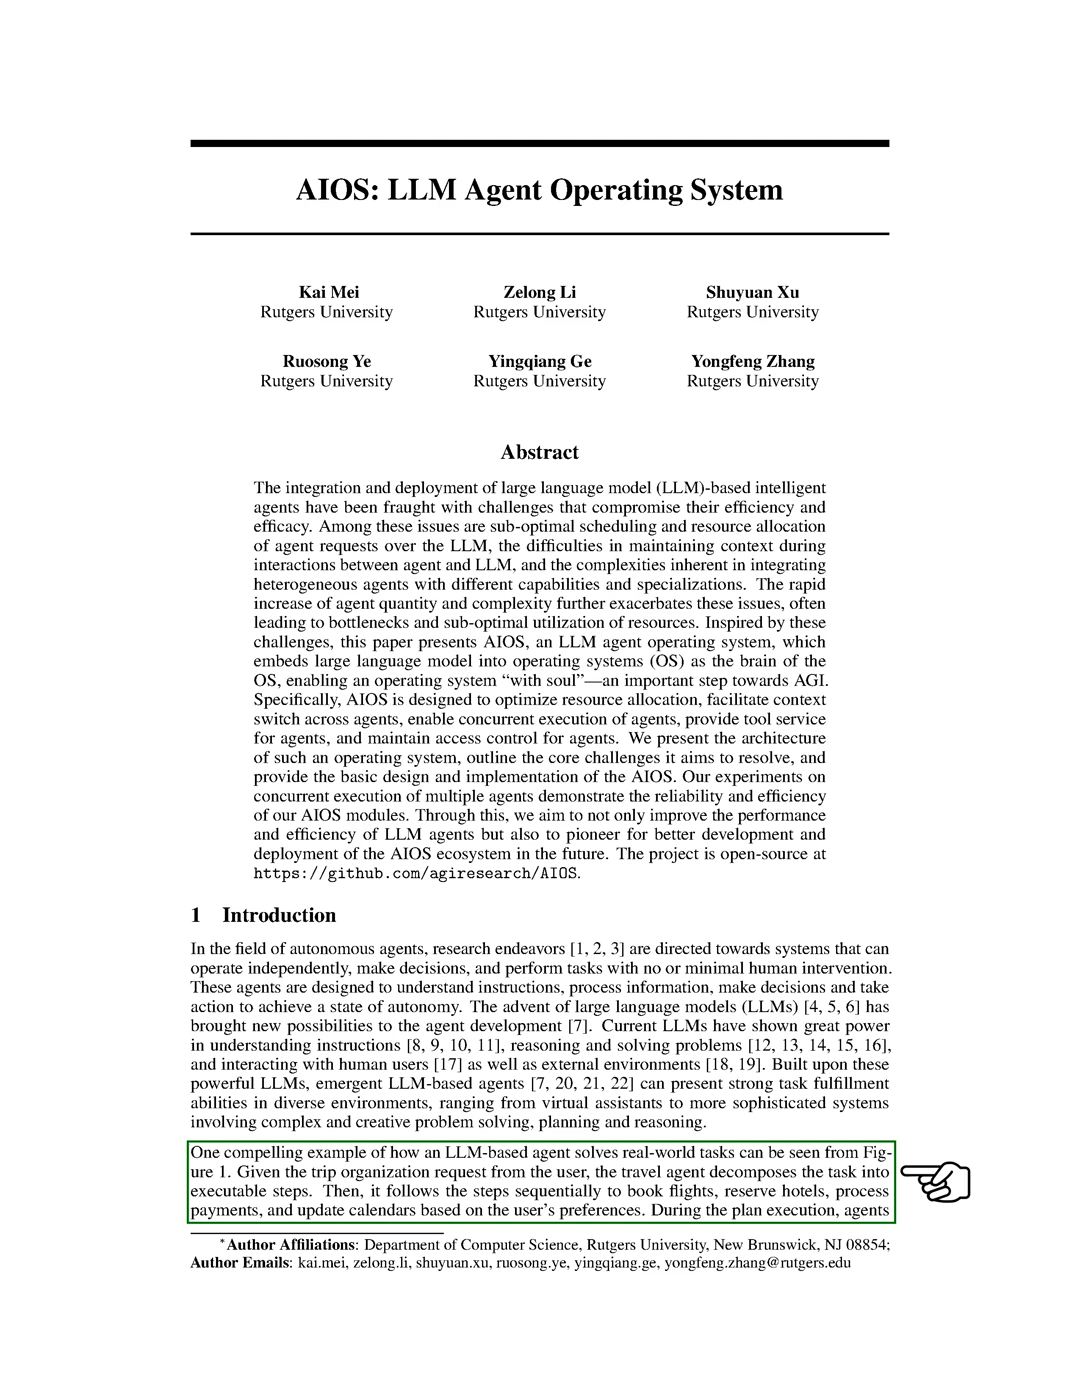 AIOS: LLM Agent Operating System
Kai Mei
Rutgers University
Zelong Li
Rutgers University
Shuyuan Xu
Rutgers University
Ruosong Ye
Rutgers University
Yingqiang Ge
Rutgers University
Yongfeng Zhang
Rutgers University
Abstract
The integration and deployment of large language model (LLM)-based intelligent
agents have been fraught with challenges that compromise their efficiency and
efficacy. Among these issues are sub-optimal scheduling and resource allocation
of agent requests over the LLM, the difficulties in maintaining context during
interactions between agent and LLM, and the complexities inherent in integrating
heterogeneous agents with different capabilities and specializations. The rapid
increase of agent quantity and complexity further exacerbates these issues, often
leading to bottlenecks and sub-optimal utilization of resources. Inspired by these
challenges, this paper presents AIOS, an LLM agent operating system, which
embeds large language model into operating systems (OS) as the brain of the
OS, enabling an operating system “with soul”—an important step towards AGI.
Specifically, AIOS is designed to optimize resource allocation, facilitate context
switch across agents, enable concurrent execution of agents, provide tool service
for agents, and maintain access control for agents. We present the architecture
of such an operating system, outline the core challenges it aims to resolve, and
provide the basic design and implementation of the AIOS. Our experiments on
concurrent execution of multiple agents demonstrate the reliability and efficiency
of our AIOS modules. Through this, we aim to not only improve the performance
and efficiency of LLM agents but also to pioneer for better development and
deployment of the AIOS ecosystem in the future. The project is open-source at
https://github.com/agiresearch/AIOS.
1 Introduction
In the field of autonomous agents, research endeavors [1, 2, 3] are directed towards systems that can
operate independently, make decisions, and perform tasks with no or minimal human intervention.
These agents are designed to understand instructions, process information, make decisions and take
action to achieve a state of autonomy. The advent of large language models (LLMs) [4, 5, 6] has
brought new possibilities to the agent development [7]. Current LLMs have shown great power
in understanding instructions [8, 9, 10, 11], reasoning and solving problems [12, 13, 14, 15, 16],
and interacting with human users [17] as well as external environments [18, 19]. Built upon these
powerful LLMs, emergent LLM-based agents [7, 20, 21, 22] can present strong task fulfillment
abilities in diverse environments, ranging from virtual assistants to more sophisticated systems
involving complex and creative problem solving, planning and reasoning.
One compelling example of how an LLM-based agent solves real-world tasks can be seen from Fig-
ure 1. Given the trip organization request from the user, the travel agent decomposes the task into
executable steps. Then, it follows the steps sequentially to book flights, reserve hotels, process
payments, and update calendars based on the user's preferences. During the plan execution, agents
*Author Affiliations: Department of Computer Science, Rutgers University, New Brunswick, NJ 08854;
Author Emails: kai.mei, zelong.li, shuyuan.xu, ruosong.ye, yingqiang.ge, yongfeng.zhang@rutgers.edu